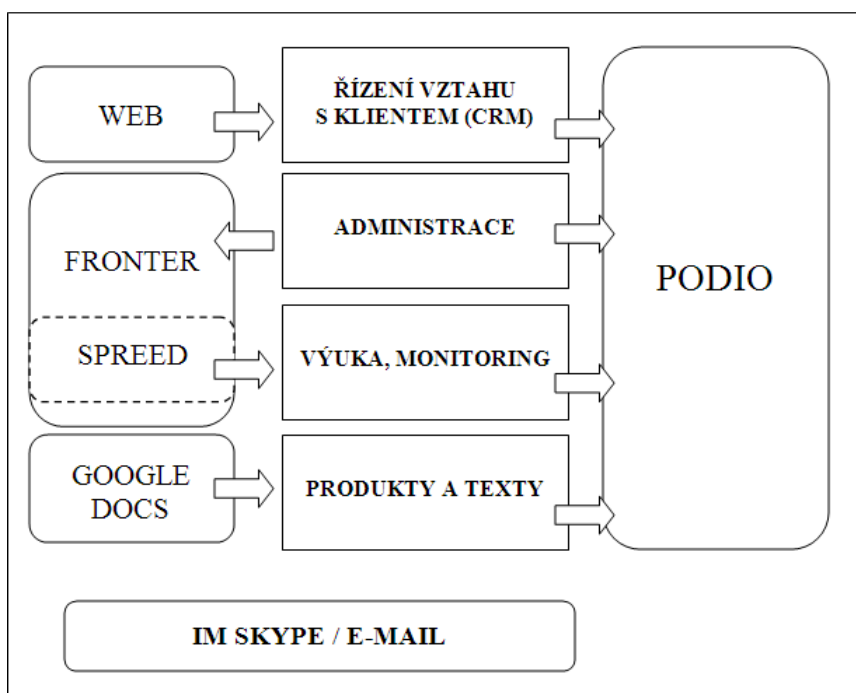 WEB
ŘÍZENÍ VZTAHU
S KLIENTEM (CRM)
FRONTER
ADMINISTRACE
PODIO
SPREED
VÝUKA, MONITORING
GOOGLE
DOCS
PRODUKTY A TEXTY
IM SKYPE / E-MAIL